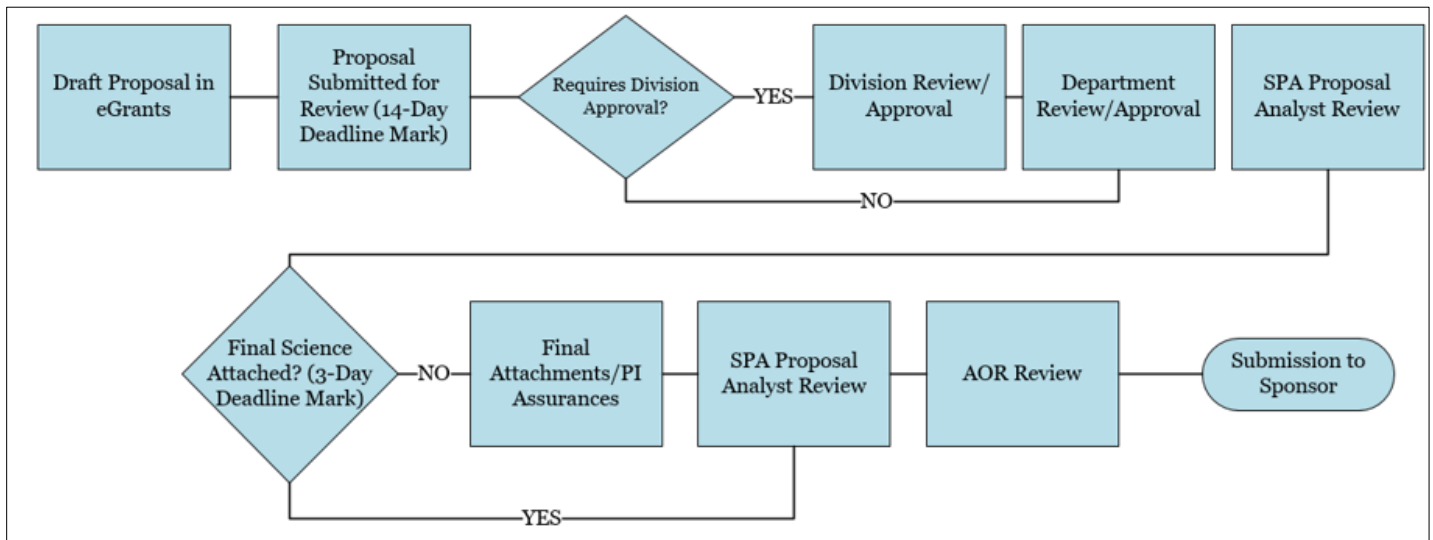 Draft Proposal in
eGrants
Proposal
Submitted for
Review (14-Day
Deadline Mark)
Requires Division
Approval?
YES
Division Review/
Approval
Department
Review/Approval
SPA Proposal
Analyst Review
NO
Final Science
Attached? (3-Day
Deadline Mark)
NO
Final
Attachments/PI
Assurances
SPA Proposal
Analyst Review
AOR Review
Submission to
Sponsor
YES